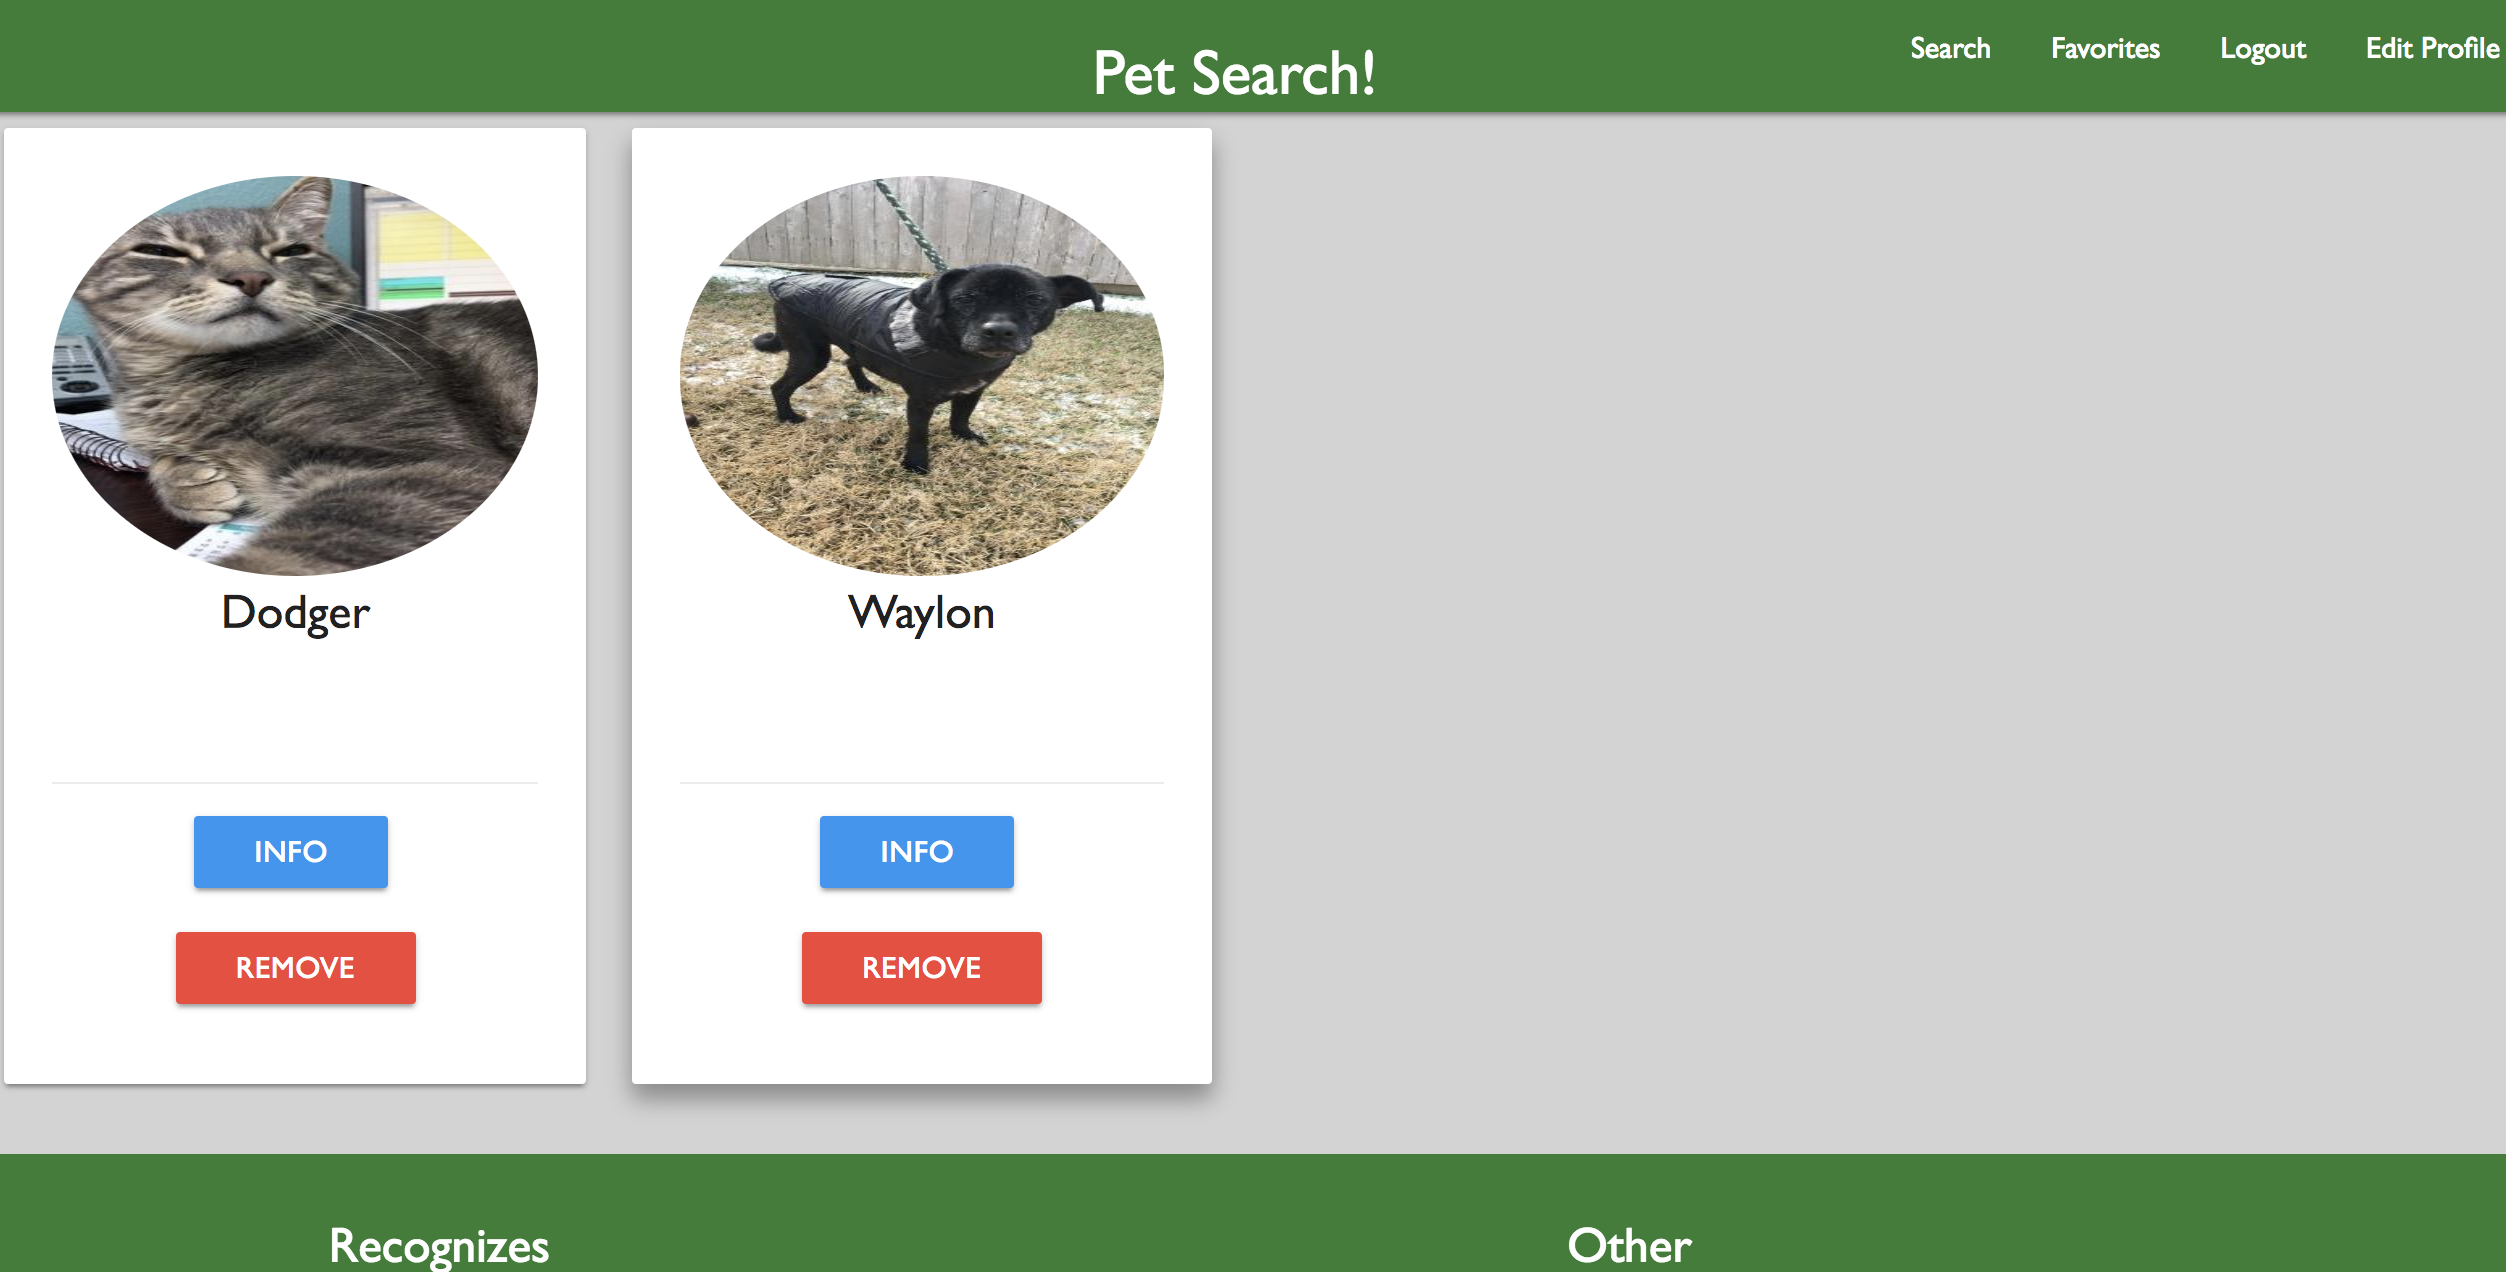 Pet Search!
Search Favorites Logout Edit Profile
Dodger
INFO
REMOVE
Waylon
INFO
REMOVE
Recognizes
Other